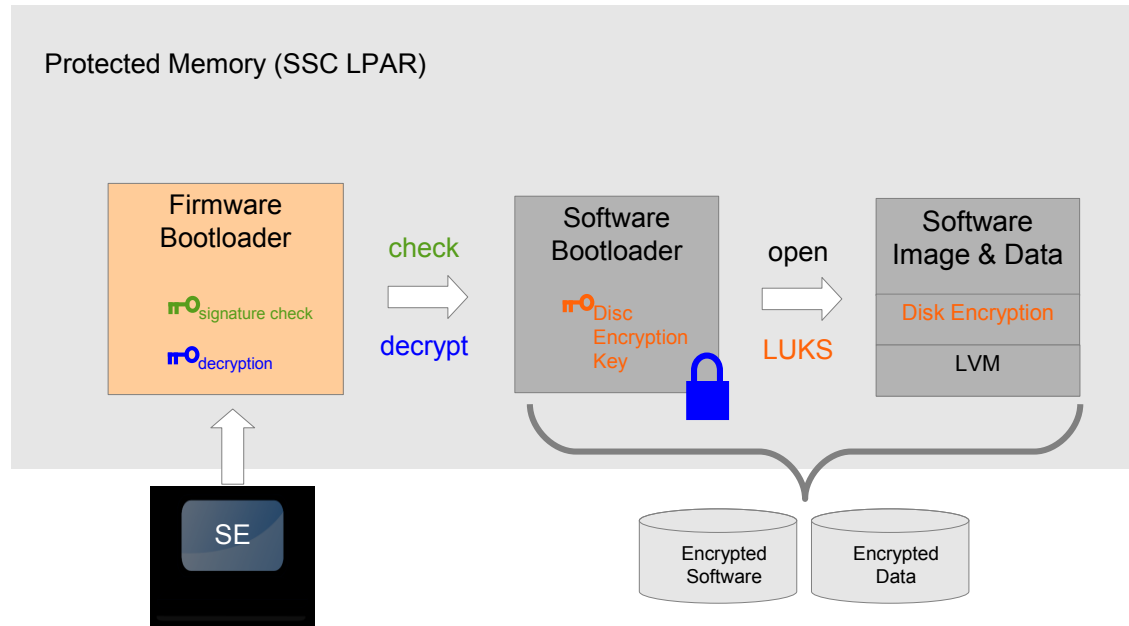 Protected Memory (SSC LPAR)
Firmware
Bootloader
signature check
decryption
check
decrypt
Software
Bootloader
Disc
Encryption
Key
open
LUKS
Software
Image & Data
Disk Encryption
LVM
SE
Encrypted
Software
Encrypted
Data